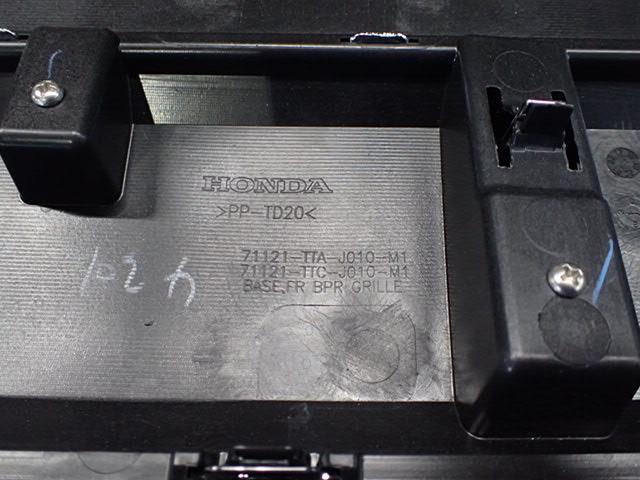 HONDA
>PP-TD20<
71121-TTA-J010-M1
71121-TTC-J010-M1
BASE,FR BPR GRILLE